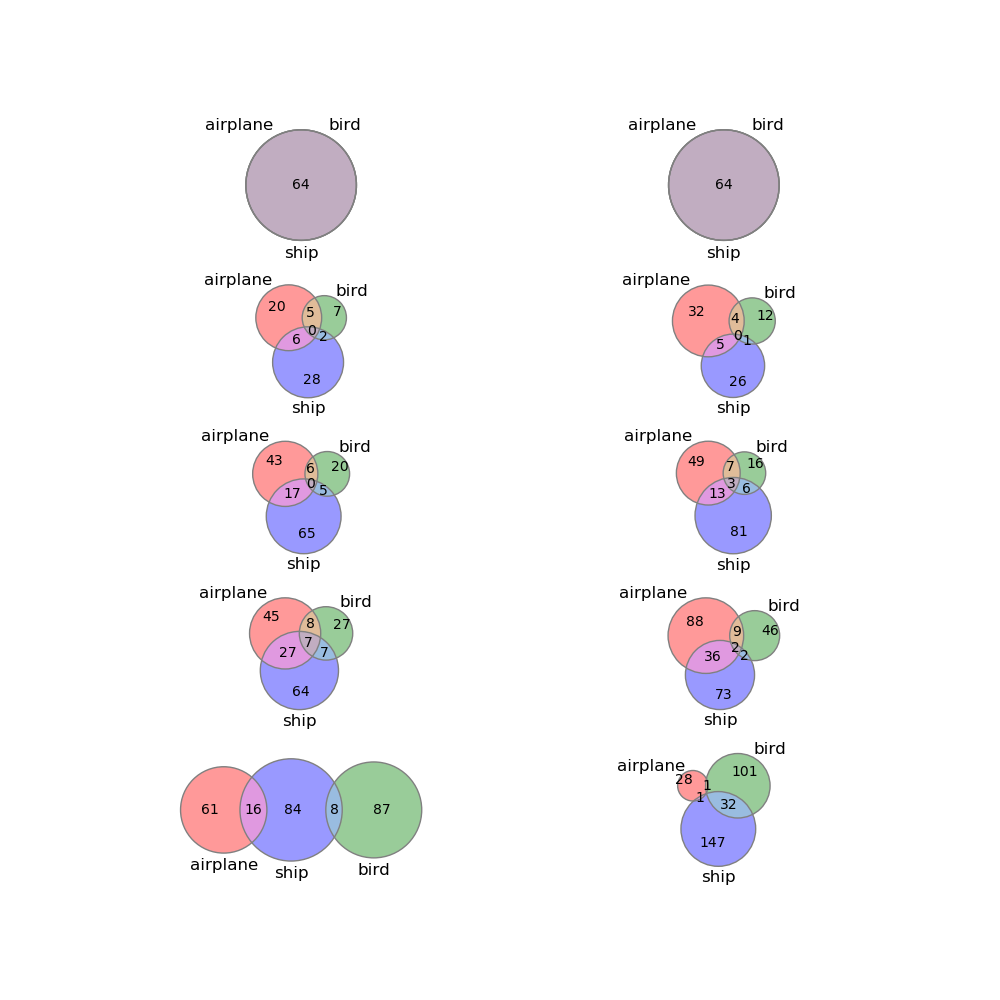 airplane bird
64
ship
airplane bird
64
ship
airplane
bird
20 5 7
0
6 2
28
ship
airplane
bird
32 4 12
0
5 1
26
ship
airplane
bird
43 6 20
0
17 5
65
ship
airplane
bird
49 7 16
3
13 6
81
ship
airplane
bird
45 8 27
7
27 7
64
ship
airplane
bird
88 9 46
2
36 2
73
ship
61 16 84 8 87
airplane ship bird
bird
airplane
28 1 101
1 32
147
ship